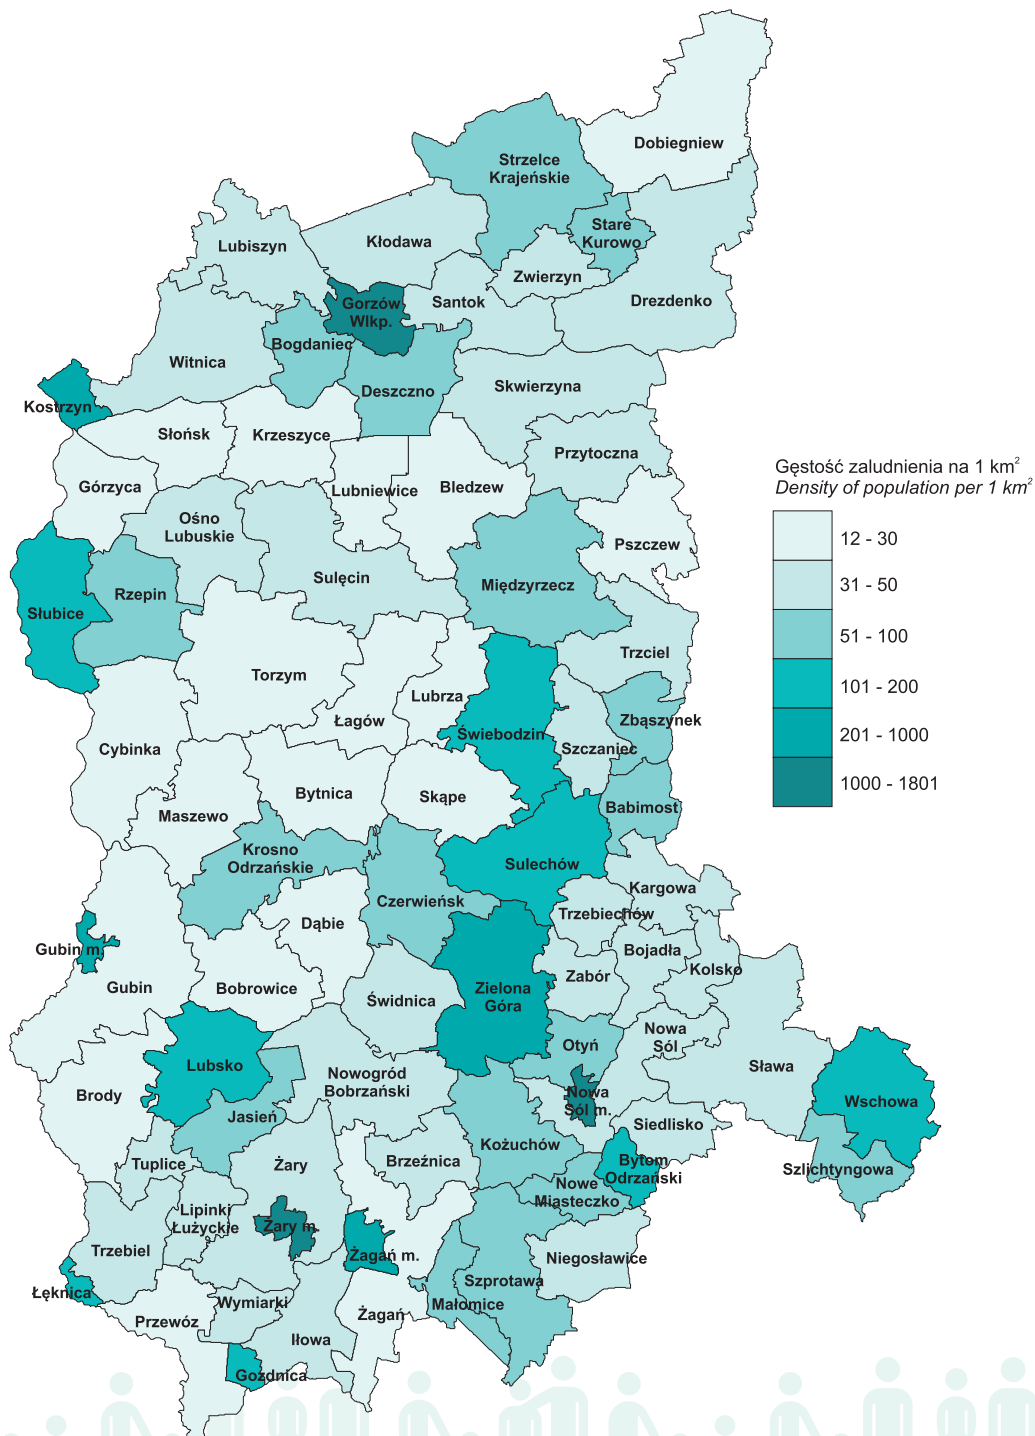 Dobiegniew
Strzelce
Krajeńskie
Stare
Kurowo
Lubiszyn
Kłodawa
Zwierzyn
Drezdenko
Santok
Gorzów
Wlkp.
Bogdaniec
Witnica
Deszczno
Skwierzyna
Kostrzyn
Słońsk
Krzeszyce
Przytoczna
Gęstość zaludnienia na 1 km²
Density of population per 1 km²
Górzyca
Lubniewice
Bledzew
Ośno
Lubuskie
12 - 30
Pszczew
Sulęcin
Międzyrzecz
31 - 50
Rzepin
Słubice
51 - 100
Trzciel
Torzym
101 - 200
Lubrza
Łagów
Zbąszynek
Świebodzin
201 - 1000
Cybinka
Szczaniec
1000 - 1801
Bytnica
Skąpe
Babimost
Maszewo
Krosno
Odrzańskie
Sulechów
Kargowa
Czerwieńsk
Trzebiechów
Dąbie
Gubin m.
Bojadła
Kolsko
Zabór
Gubin
Bobrowice
Świdnica
Zielona
Góra
Nowa
Sól
Otyń
Lubsko
Sława
Nowogród
Bobrzański
Brody
Nowa
Sól m.
Wschowa
Jasień
Siedlisko
Kożuchów
Tuplice
Żary
Brzeźnica
Bytom
Odrzański
Szlichtyngowa
Nowe
Miąsteczko
Lipinki
Łużyckie
Żary m.
Trzebiel
Żagań m.
Niegosławice
Szprotawa
Łęknica
Małomice
Wymiarki
Przewóz
Żagań
Iłowa
Gozdnica